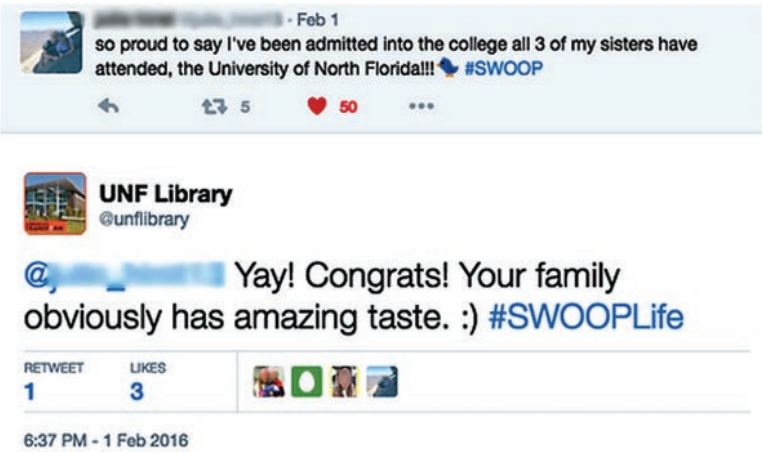 · Feb 1
so proud to say I've been admitted into the college all 3 of my sisters have
attended, the University of North Florida!!! #SWOOP
5 50
UNF Library
@unflibrary
@ Yay! Congrats! Your family
obviously has amazing taste. :) #SWOOPLife
RETWEET LIKES
1 3
6:37 PM - 1 Feb 2016